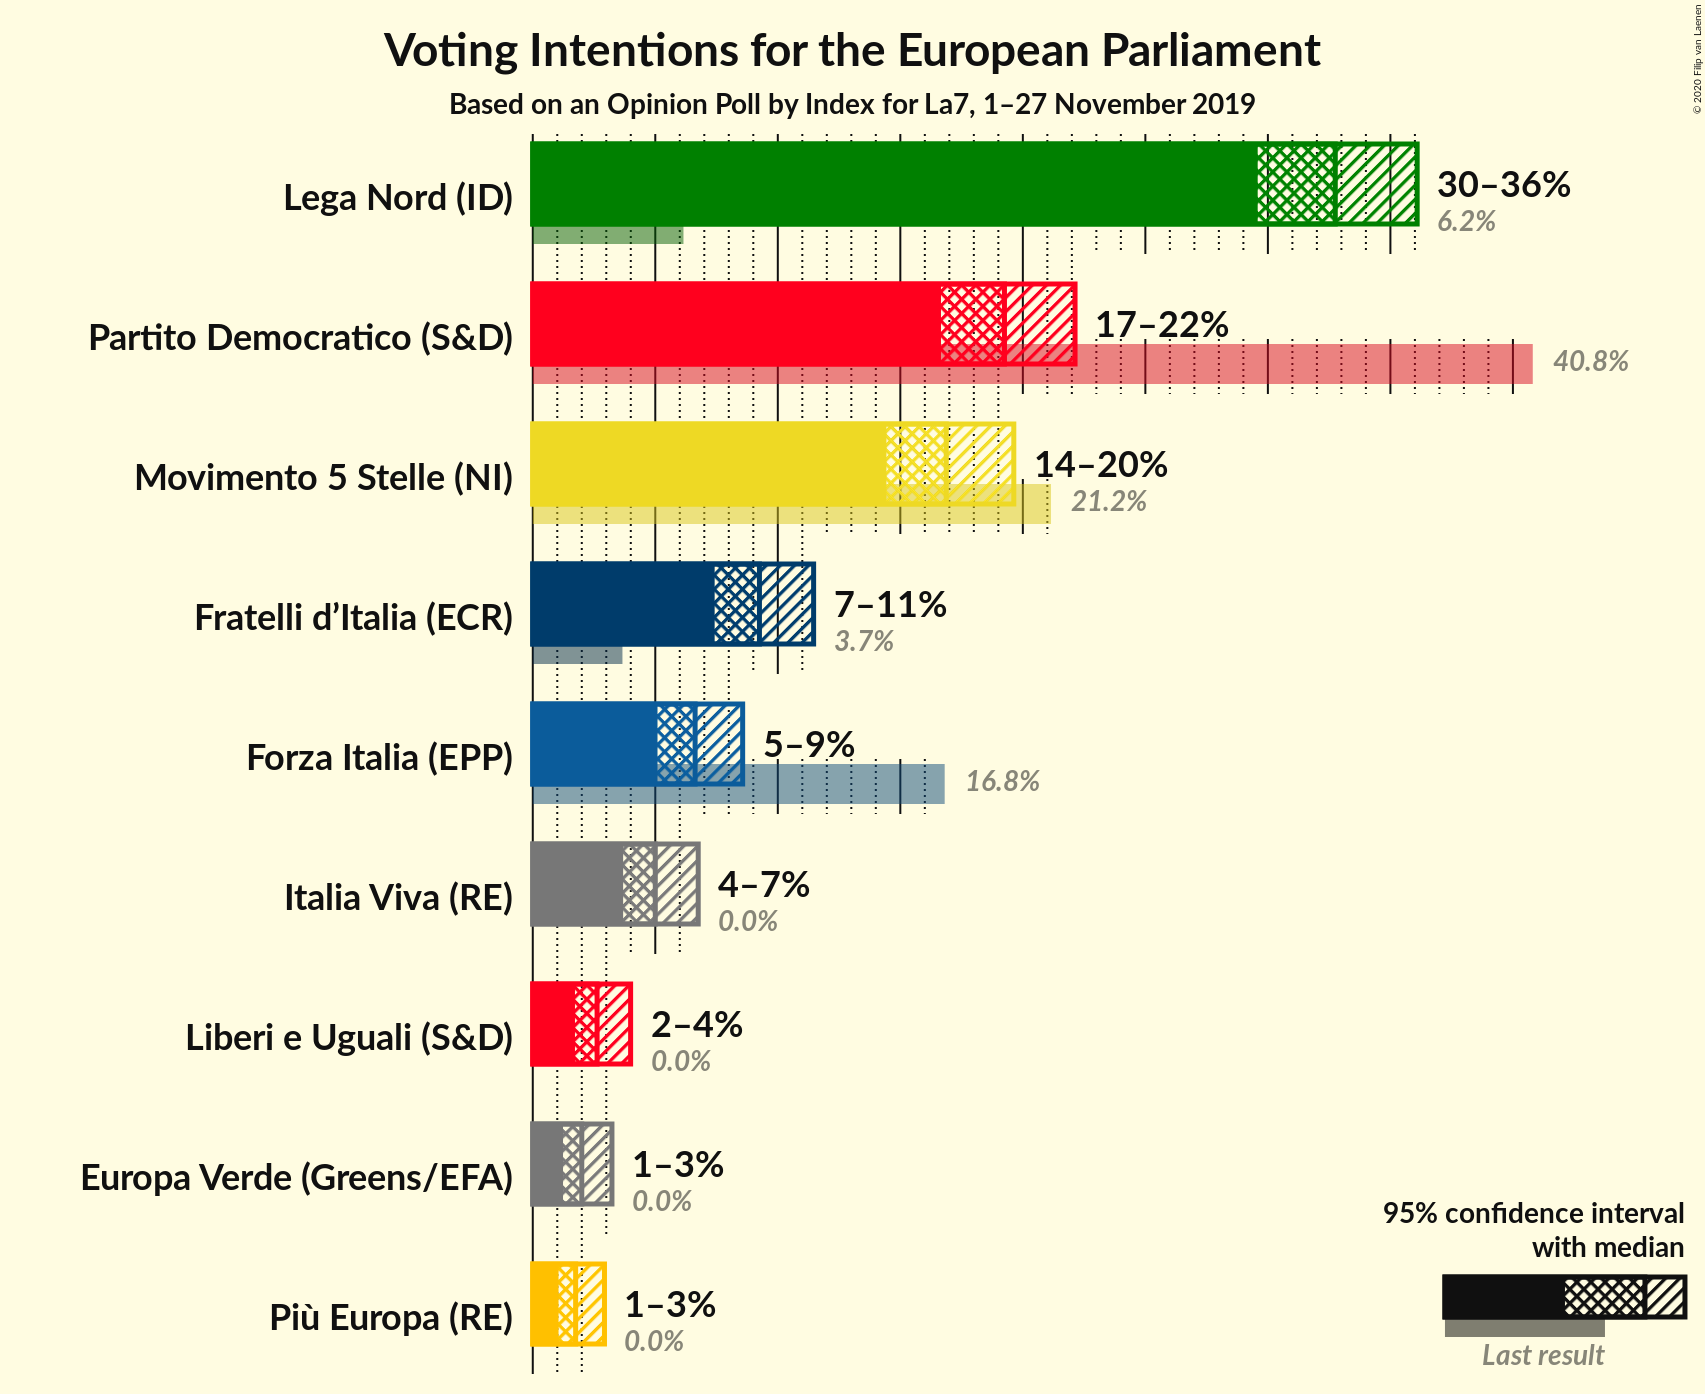 Voting Intentions for the European Parliament
Based on an Opinion Poll by Index for La7, 1–27 November 2019
© 2020 Filip van Laenen
Lega Nord (ID)
30–36%
6.2%
Partito Democratico (S&D)
17–22%
40.8%
Movimento 5 Stelle (NI)
14–20%
21.2%
Fratelli d’Italia (ECR)
7–11%
3.7%
Forza Italia (EPP)
5–9%
16.8%
Italia Viva (RE)
4–7%
0.0%
Liberi e Uguali (S&D)
2–4%
0.0%
Europa Verde (Greens/EFA)
1–3%
0.0%
Più Europa (RE)
1–3%
0.0%
95% confidence interval
with median
Last result